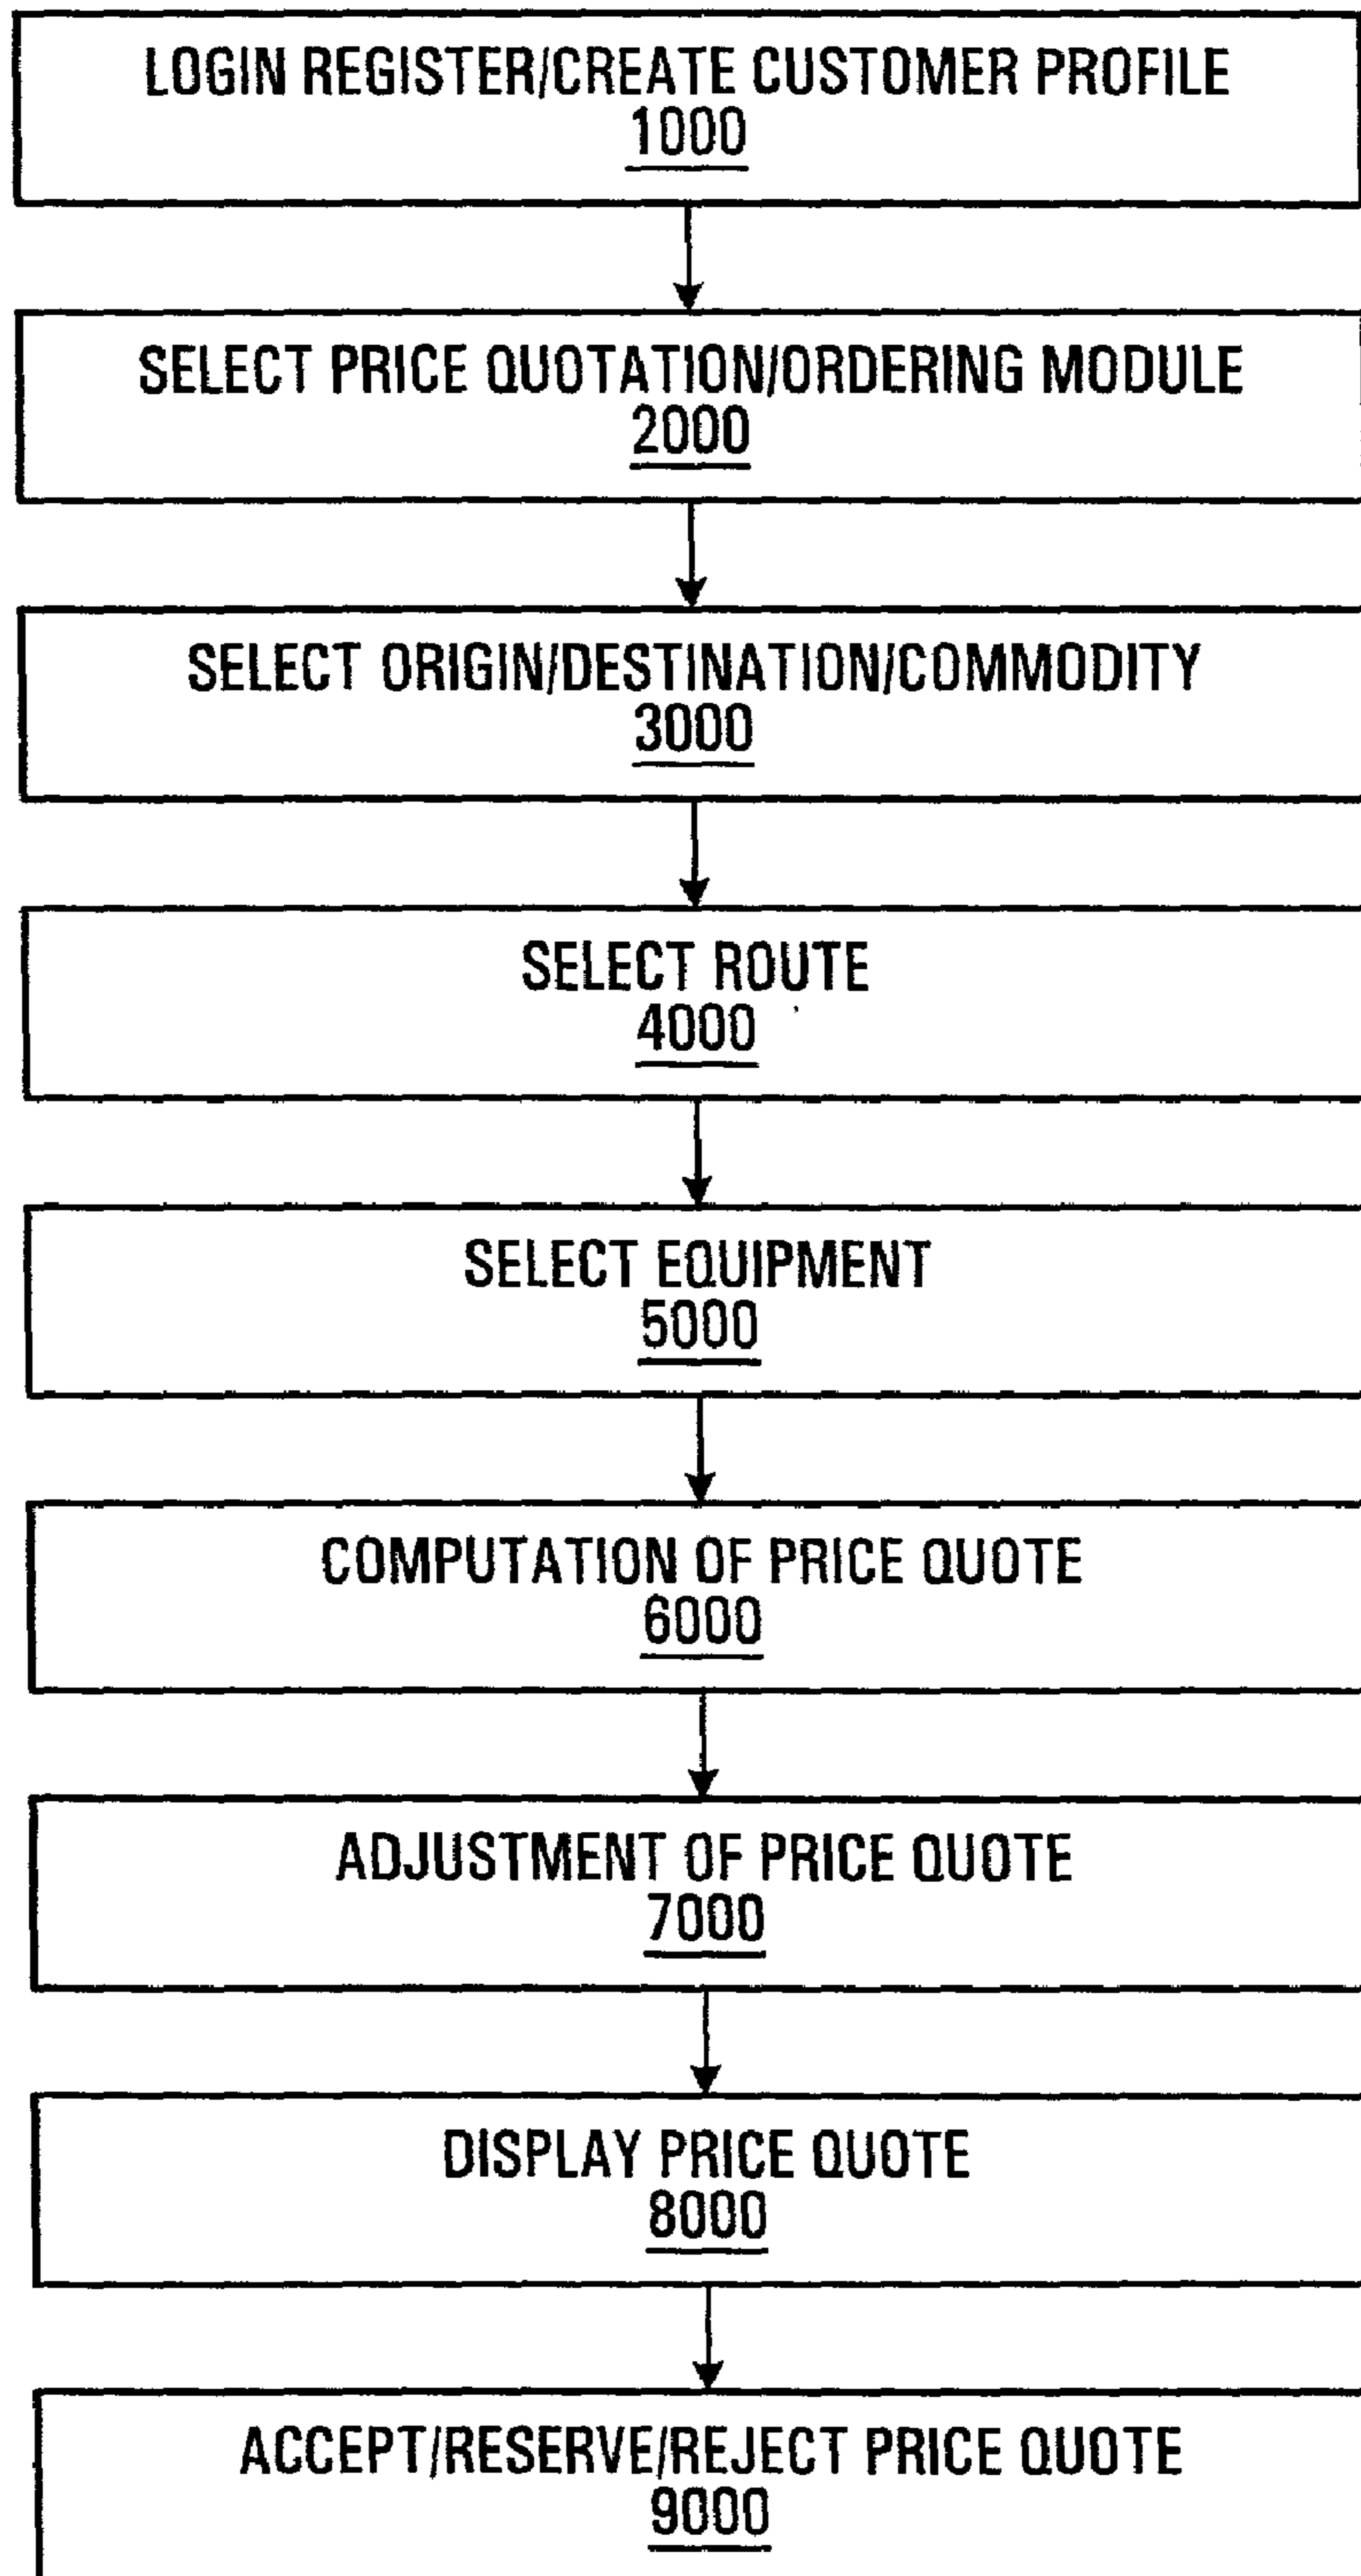 LOGIN REGISTER/CREATE CUSTOMER PROFILE
1000
SELECT PRICE QUOTATION/ORDERING MODULE
2000
SELECT ORIGIN/DESTINATION/COMMODITY
3000
SELECT ROUTE
4000
SELECT EQUIPMENT
5000
COMPUTATION OF PRICE QUOTE
6000
ADJUSTMENT OF PRICE QUOTE
7000
DISPLAY PRICE QUOTE
8000
ACCEPT/RESERVE/REJECT PRICE QUOTE
9000